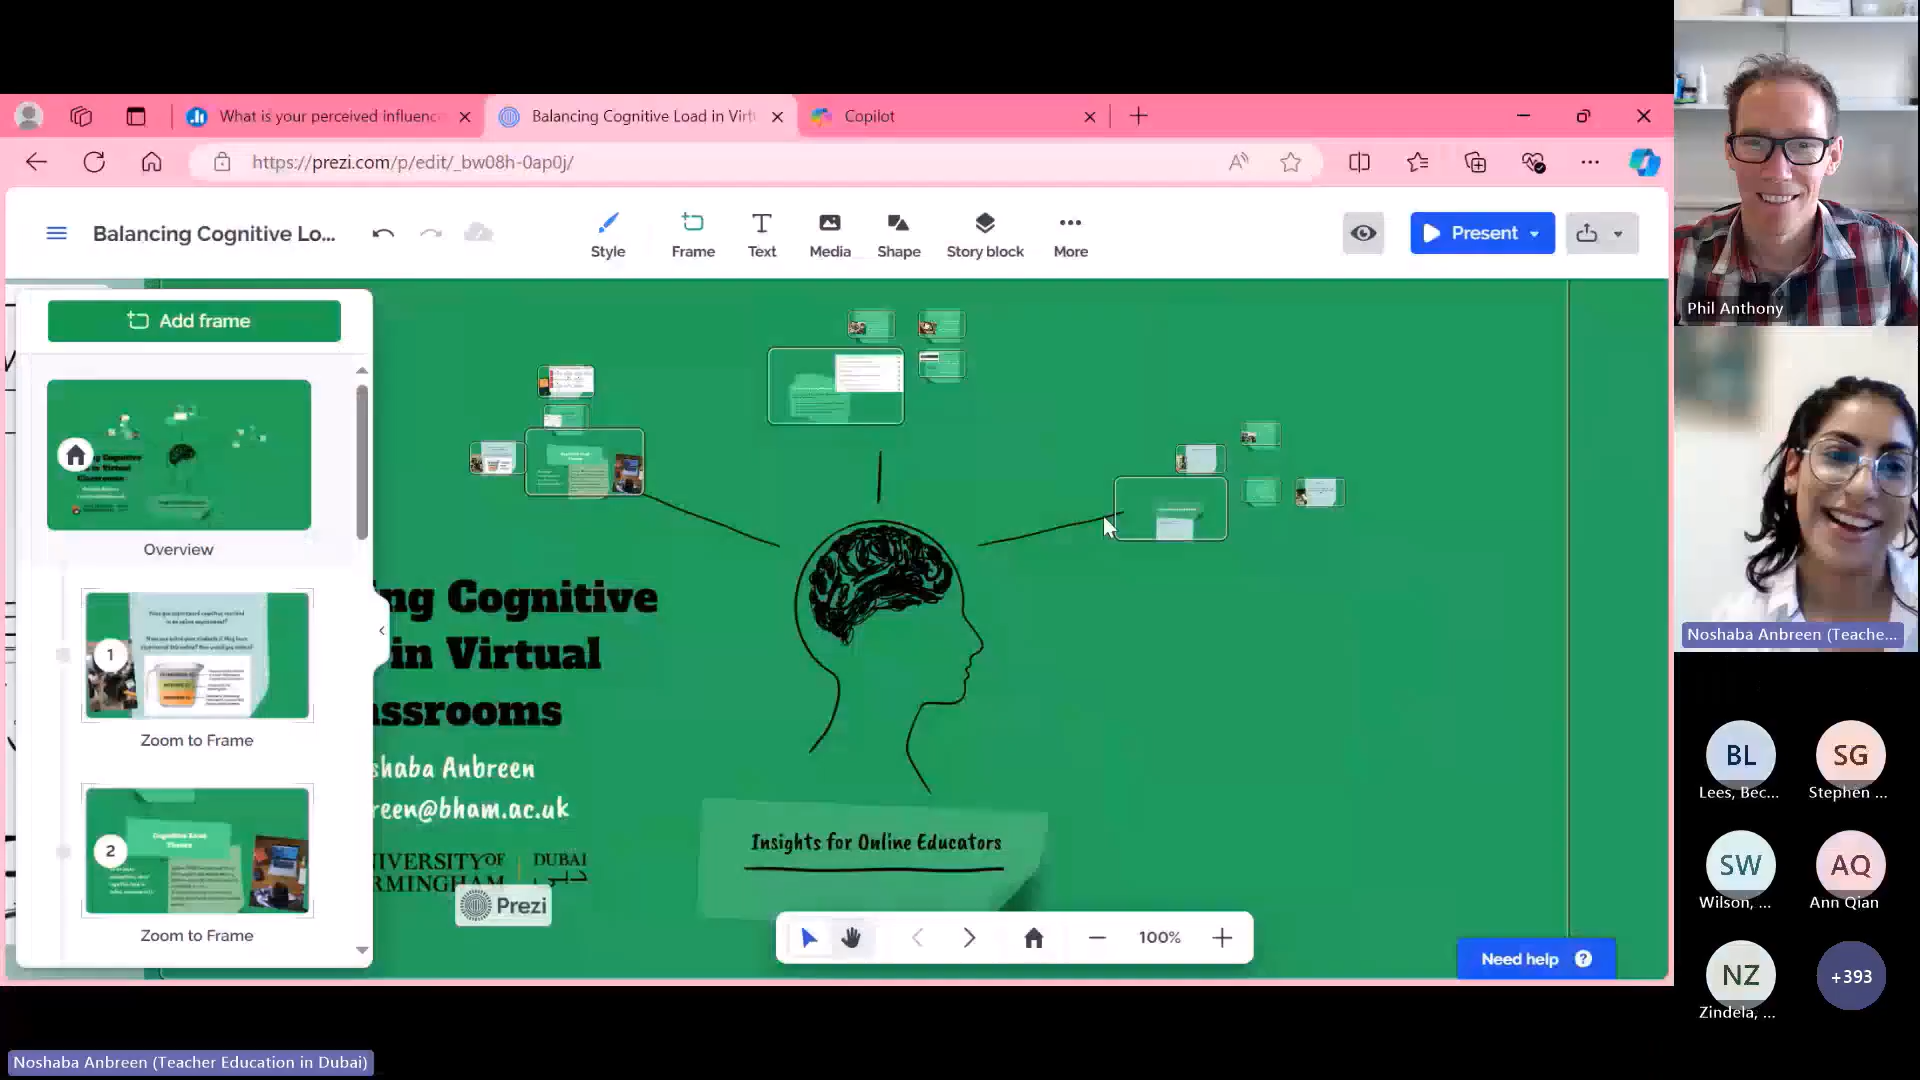 What is your perceived influenc
Balancing Cognitive Load in Virt
Copilot
https://prezi.com/p/edit/_bw08h-0ap0j/
Balancing Cognitive Lo...
Style
Frame
Text
Media
Shape
Story block
More
Present
Add frame
Overview
1
Zoom to Frame
2
Zoom to Frame
ng Cognitive
in Virtual
ssrooms
shaba Anbreen
reen@bham.ac.uk
IVERSITY OF
RMINGHAM
DUBAI
Prezi
Insights for Online Educators
100%
Need help ?
Phil Anthony
Noshaba Anbreen (Teache...
BL
Lees, Bec...
SG
Stephen ...
SW
Wilson, ...
AQ
Ann Qian
NZ
Zindela, ...
+393
Noshaba Anbreen (Teacher Education in Dubai)